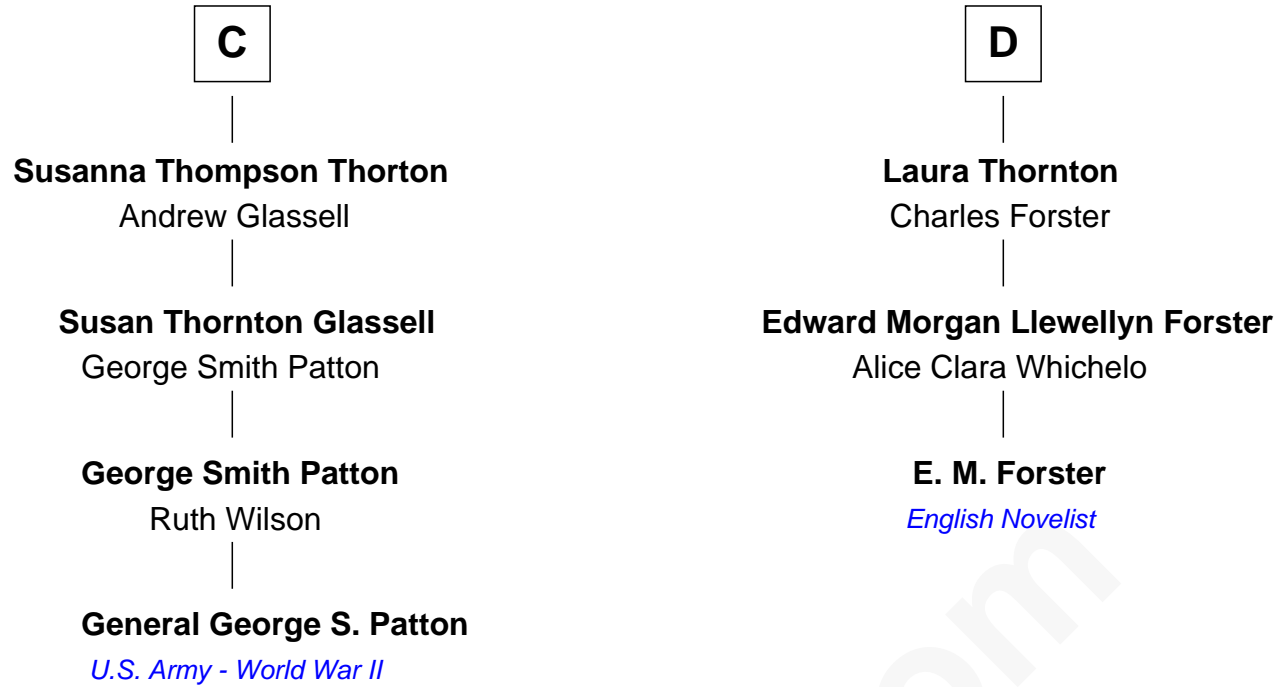 C
Susanna Thompson Thorton
Andrew Glassell
Susan Thornton Glassell
George Smith Patton
George Smith Patton
Ruth Wilson
General George S. Patton
U.S. Army - World War II
D
Laura Thornton
Charles Forster
Edward Morgan Llewellyn Forster
Alice Clara Whichelo
E. M. Forster
English Novelist
om